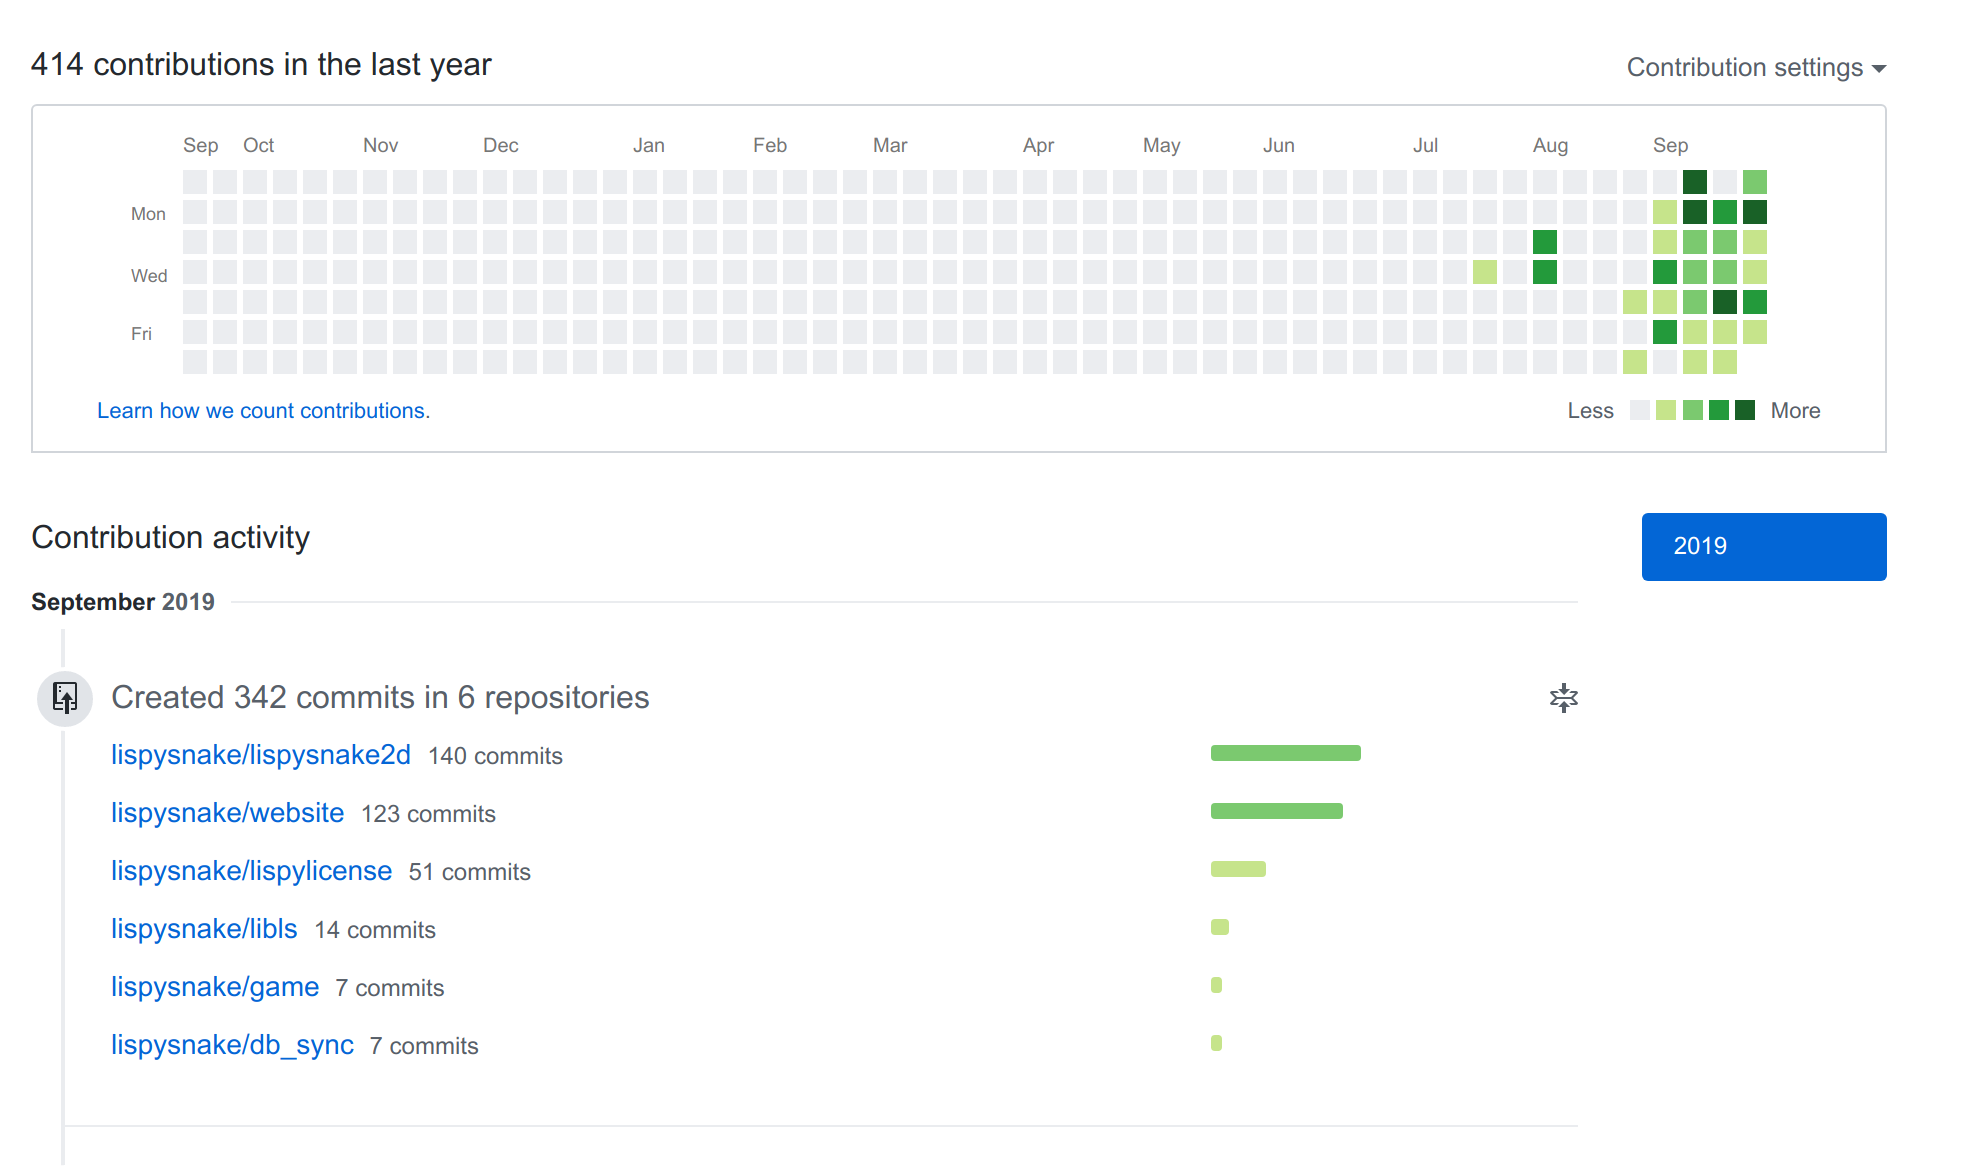 414 contributions in the last year
Contribution settings
Sep Oct Nov Dec Jan Feb Mar Apr May Jun Jul Aug Sep
Mon
Wed
Fri
Learn how we count contributions.
Less More
Contribution activity
2019
September 2019
Created 342 commits in 6 repositories
lispysnake/lispysnake2d 140 commits
lispysnake/website 123 commits
lispysnake/lispylicense 51 commits
lispysnake/libls 14 commits
lispysnake/game 7 commits
lispysnake/db_sync 7 commits